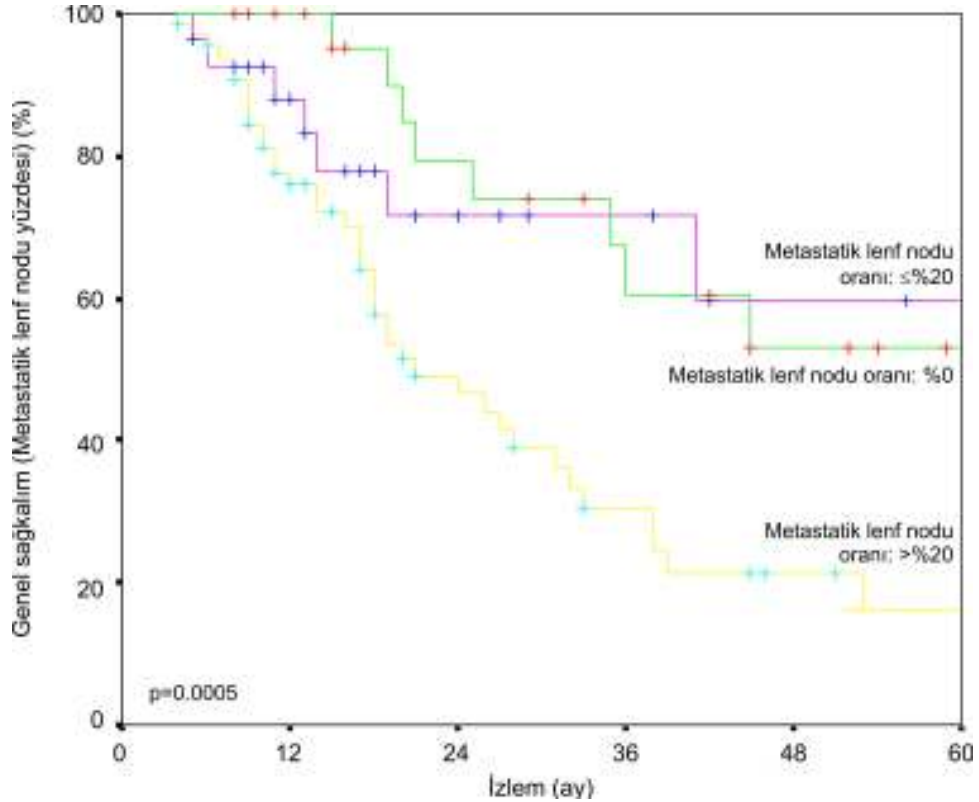 Genel sağkalım (Metastatik lenf nodu yüzdesi) (%)
100
80
60
40
20
0
Metastatik lenf nodu
oranı: ≤%20
Metastatik lenf nodu oranı: %0
Metastatik lenf nodu
oranı: >%20
p=0.0005
0 12 24 36 48 60
İzlem (ay)